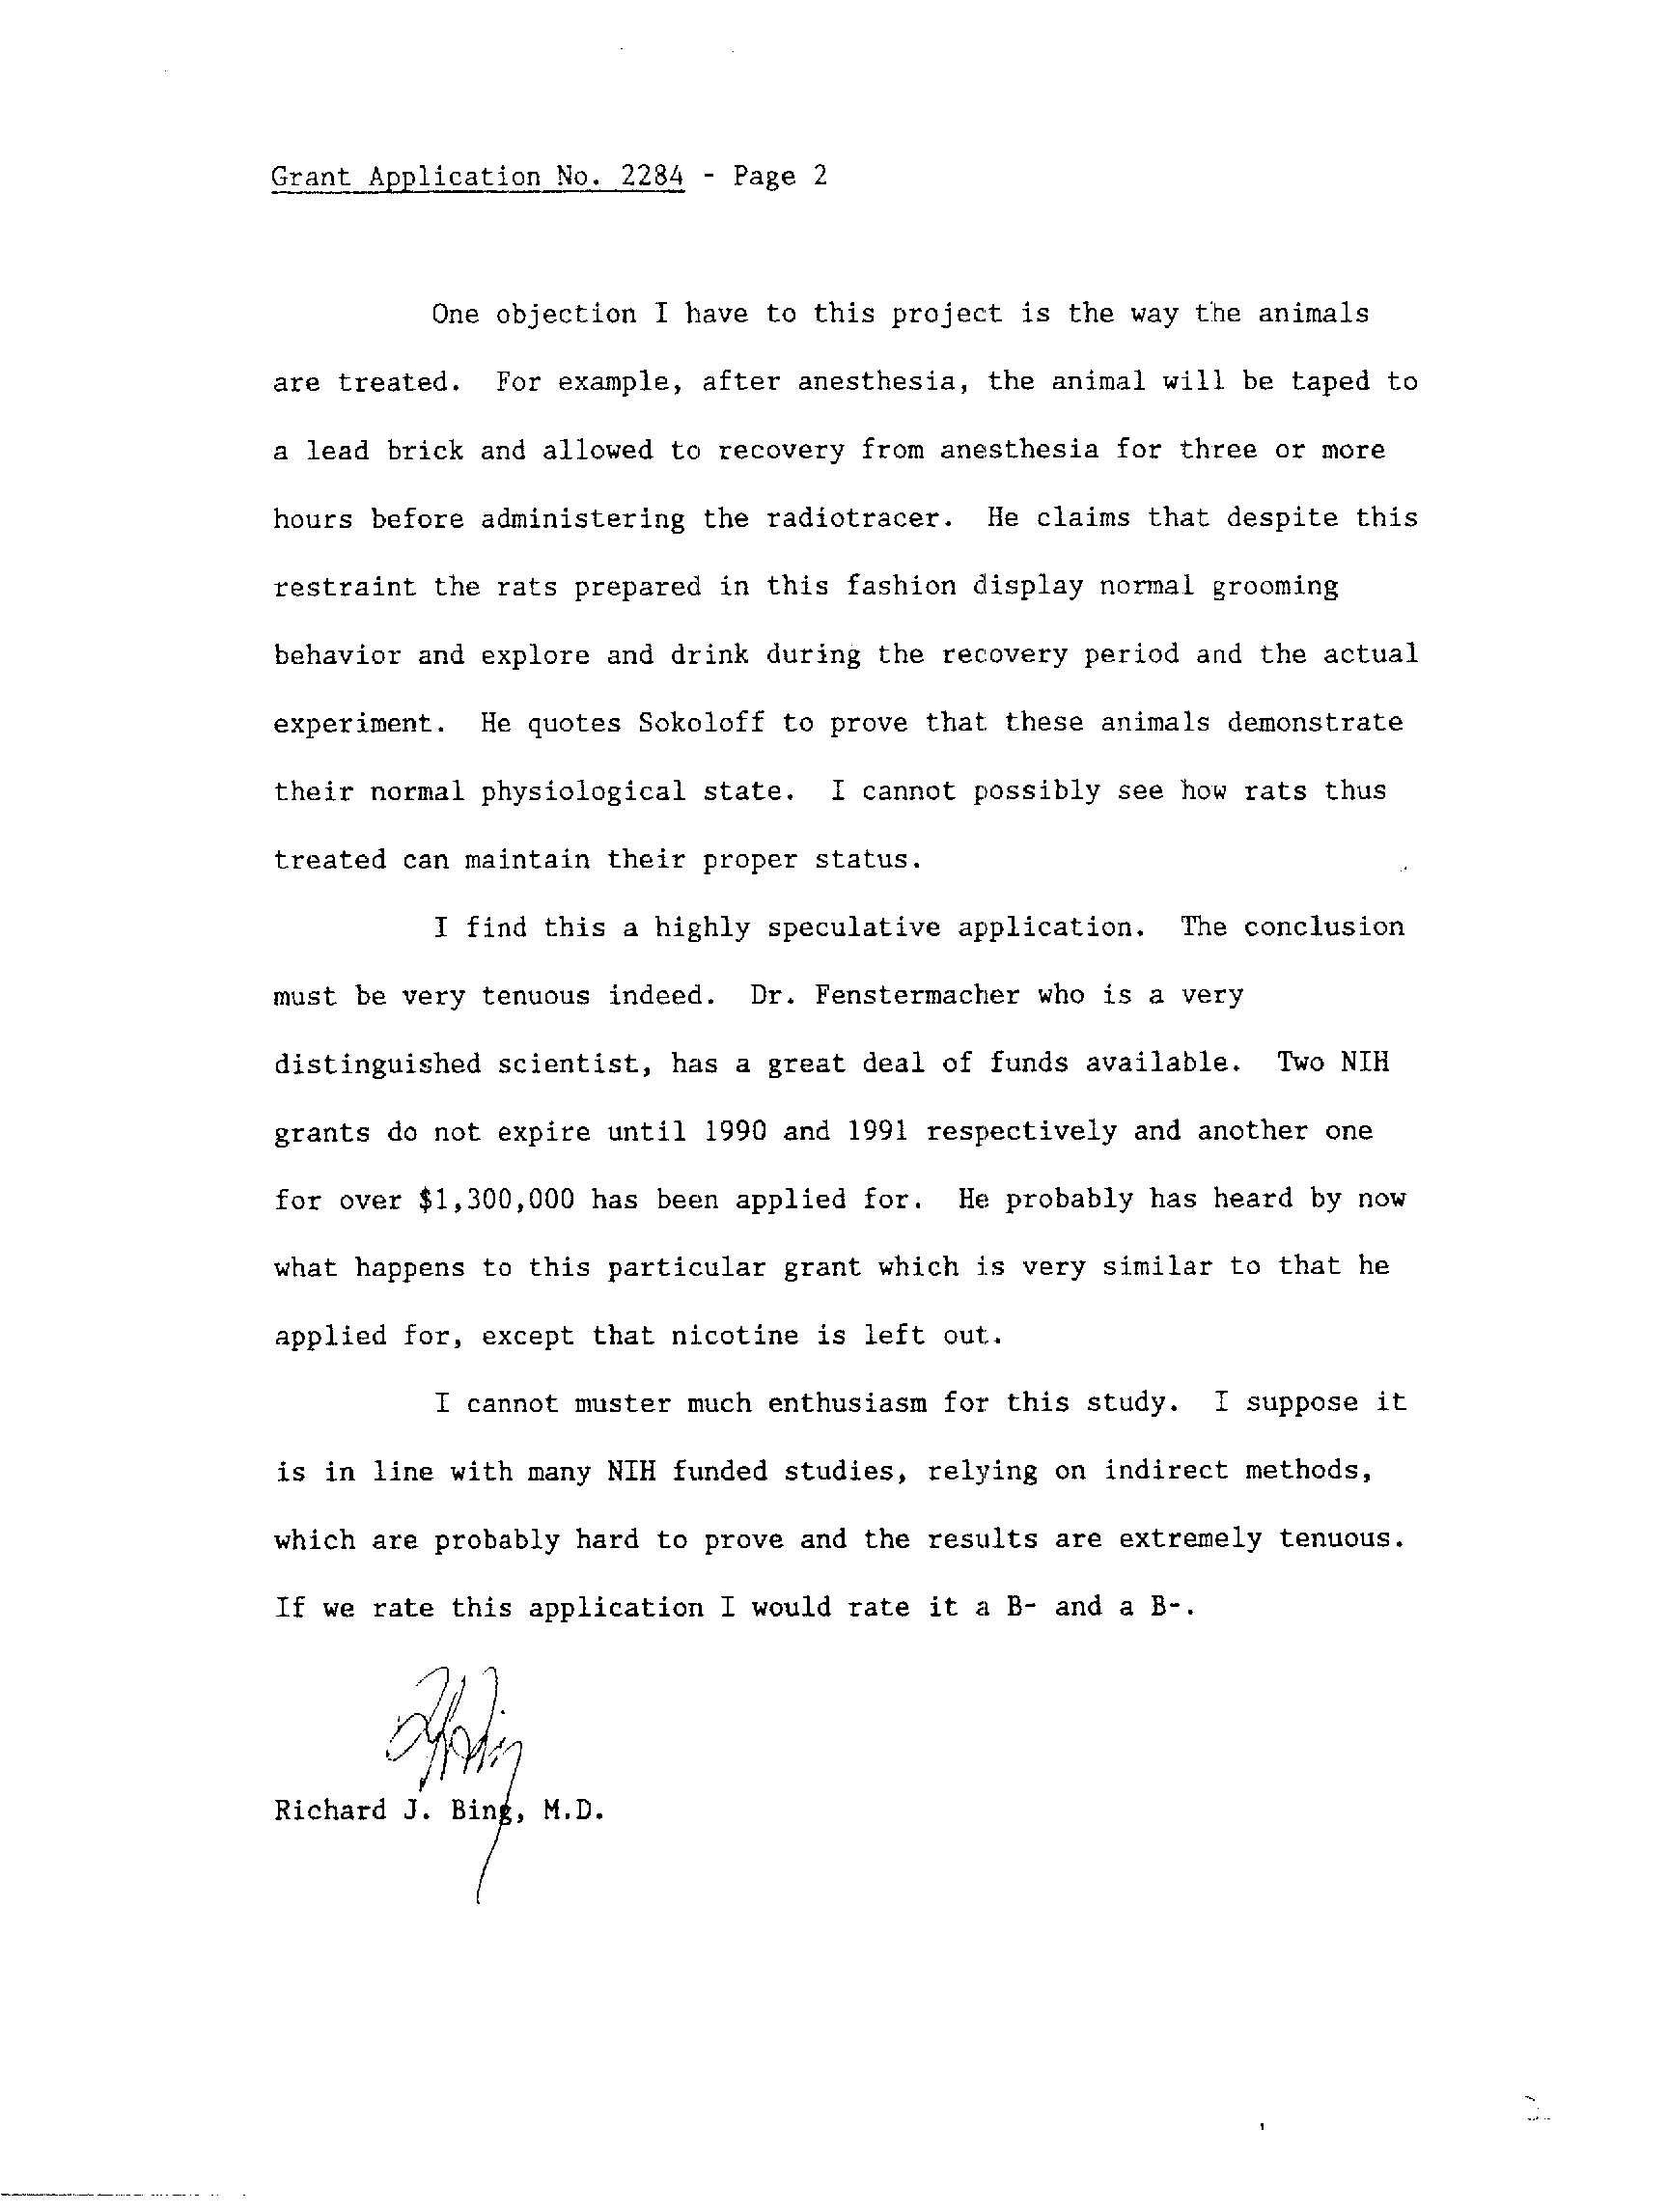 Grant Application No. 2284 - Page 2
One objection I have to this project is the way the animals
are treated. For example, after anesthesia, the animal will be taped to
a lead brick and allowed to recovery from anesthesia for three or more
hours before administering the radiotracer. He claims that despite this
restraint the rats prepared in this fashion display normal grooming
behavior and explore and drink during the recovery period and the actual
experiment. He quotes Sokoloff to prove that these animals demonstrate
their normal physiological state. I cannot possibly see how rats thus
treated can maintain their proper status.
I find this a highly speculative application. The conclusion
must be very tenuous indeed. Dr. Fenstermacher who is a very
distinguished scientist, has a great deal of funds available. Two NIH
grants do not expire until 1990 and 1991 respectively and another one
for over $1,300,000 has been applied for. He probably has heard by now
what happens to this particular grant which is very similar to that he
applied for, except that nicotine is left out.
I cannot muster much enthusiasm for this study. I suppose it
is in line with many NIH funded studies, relying on indirect methods,
which are probably hard to prove and the results are extremely tenuous.
If we rate this application I would rate it a B- and a B-.
Richard J. Bing, M.D.